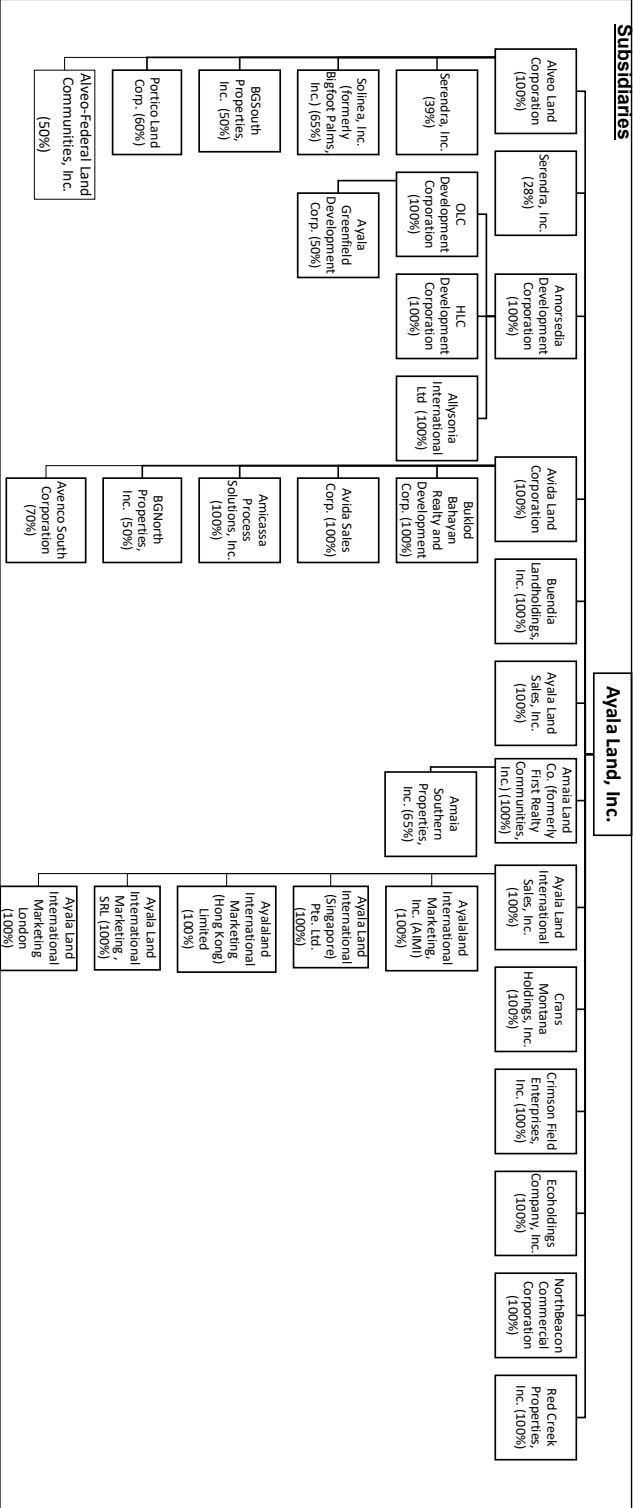 Subsidiaries
Ayala Land, Inc.
Alveo Land
Corporation
(100%)
Serendra, Inc.
(28%)
Amorsedia
Development
Corporation
(100%)
Avida Land
Corporation
(100%)
Buendia
Landholdings,
Inc. (100%)
Ayala Land
Sales, Inc.
(100%)
Amaia Land
Co. (formerly
First Realty
Communities,
Inc.) (100%)
Ayala Land
International
Sales, Inc.
(100%)
Crans
Montana
Holdings, Inc.
(100%)
Crimson Field
Enterprises,
Inc. (100%)
Ecoholdings
Company, Inc.
(100%)
NorthBeacon
Commercial
Corporation
(100%)
Red Creek
Properties,
Inc. (100%)
Serendra, Inc.
(39%)
Solinea, Inc.
(formerly
Bigfoot Palms,
Inc.) (65%)
BGSouth
Properties,
Inc. (50%)
Portico Land
Corp. (60%)
Alveo-Federal Land
Communities, Inc.
(50%)
OLC
Development
Corporation
(100%)
HLC
Development
Corporation
(100%)
Allysonia
International
Ltd (100%)
Ayala
Greenfield
Development
Corp. (50%)
Buklod
Bahayan
Realty and
Development
Corp. (100%)
Avida Sales
Corp. (100%)
Amicassa
Process
Solutions, Inc.
(100%)
BGNorth
Properties,
Inc. (50%)
Avenco South
Corporation
(70%)
Amaia
Southern
Properties,
Inc. (65%)
Ayalaland
International
Marketing,
Inc. (AIMI)
(100%)
Ayala Land
International
(Singapore)
Pte. Ltd.
(100%)
Ayalaland
International
Marketing
(Hong Kong)
Limited
(100%)
Ayala Land
International
Marketing,
SRL (100%)
Ayala Land
International
Marketing
London
(100%)